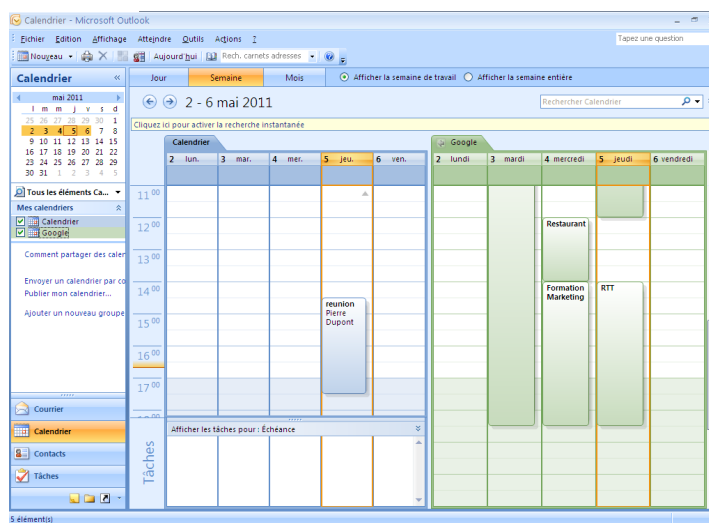 Calendrier - Microsoft Outlook
Fichier Edition Affichage Atteindre Outils Actions ? Tapez une question
Nouveau Aujourd'hui Rech. carnets adresses
Calendrier « Jour Semaine Mois Afficher la semaine de travail Afficher la semaine entière
mai 2011
l m m j v s d
25 26 27 28 29 30 1
2 3 4 5 6 7 8
9 10 11 12 13 14 15
16 17 18 19 20 21 22
23 24 25 26 27 28 29
30 31 1 2 3 4 5
2 - 6 mai 2011 Rechercher Calendrier
Cliquez ici pour activer la recherche instantanée
Tous les éléments Ca...
Mes calendriers
Calendrier
Google
Comment partager des calen
Envoyer un calendrier par co
Publier mon calendrier...
Ajouter un nouveau groupe
Courrier
Calendrier
Contacts
Tâches
Calendrier
2 lun. 3 mar. 4 mer. 5 jeu. 6 ven.
Google
2 lundi 3 mardi 4 mercredi 5 jeudi 6 vendredi
11 00
12 00
13 00
14 00
15 00
16 00
17 00
reunion
Pierre
Dupont
Restaurant
Formation
Marketing
RTT
Tâches
Afficher les tâches pour : Échéance
5 élément(s)